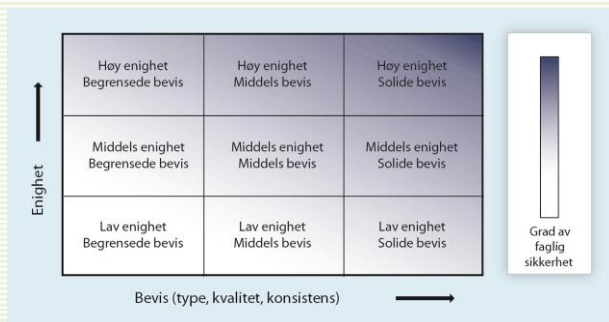 Høy enighet
Begrensede bevis
Høy enighet
Middels bevis
Høy enighet
Solide bevis
Middels enighet
Begrensede bevis
Middels enighet
Middels bevis
Middels enighet
Solide bevis
Lav enighet
Begrensede bevis
Lav enighet
Middels bevis
Lav enighet
Solide bevis
Enighet
Bevis (type, kvalitet, konsistens)
Grad av
faglig
sikkerhet